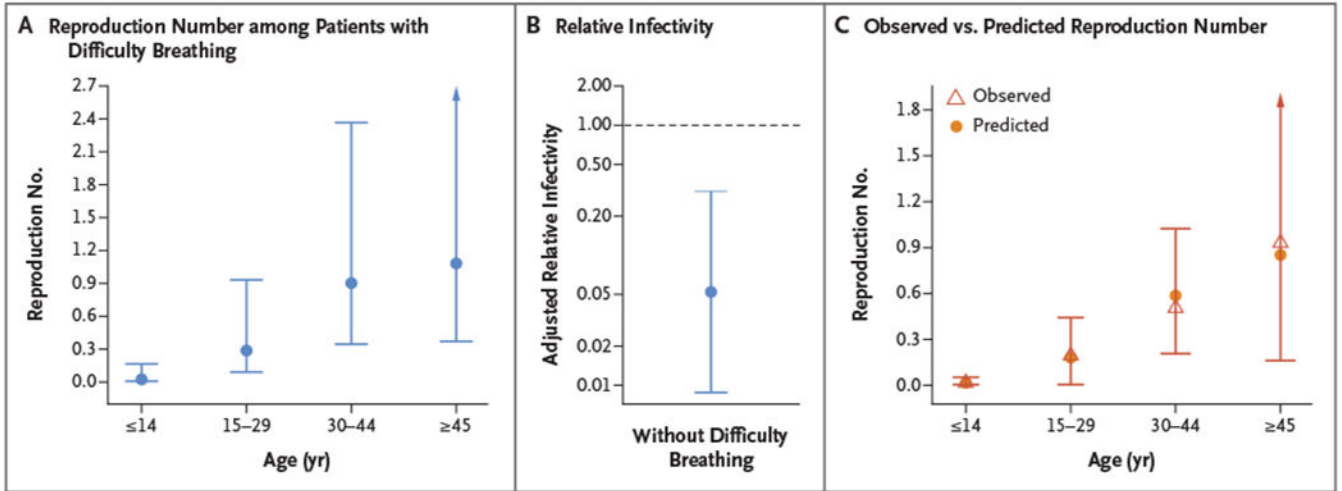 A Reproduction Number among Patients with
Difficulty Breathing
Reproduction No.
2.7
2.4
2.1
1.8
1.5
1.2
0.9
0.6
0.3
0.0
≤14 15–29 30–44 ≥45
Age (yr)
B Relative Infectivity
Adjusted Relative Infectivity
2.00
1.00
0.50
0.20
0.05
0.02
0.01
Without Difficulty
Breathing
C Observed vs. Predicted Reproduction Number
Observed
Predicted
Reproduction No.
1.8
1.5
1.2
0.9
0.6
0.3
0.0
≤14 15–29 30–44 ≥45
Age (yr)